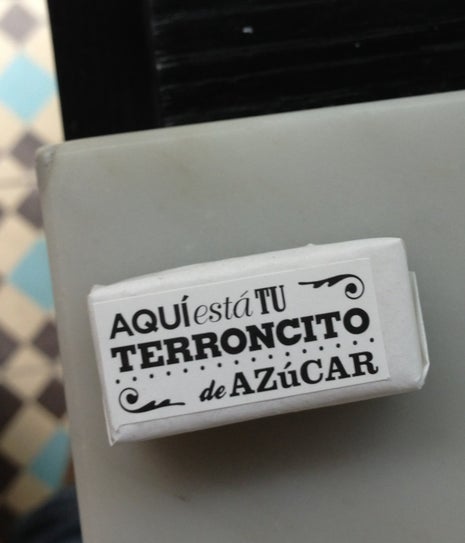 AQUÍ está TU
TERRONCITO
de AZúCAR